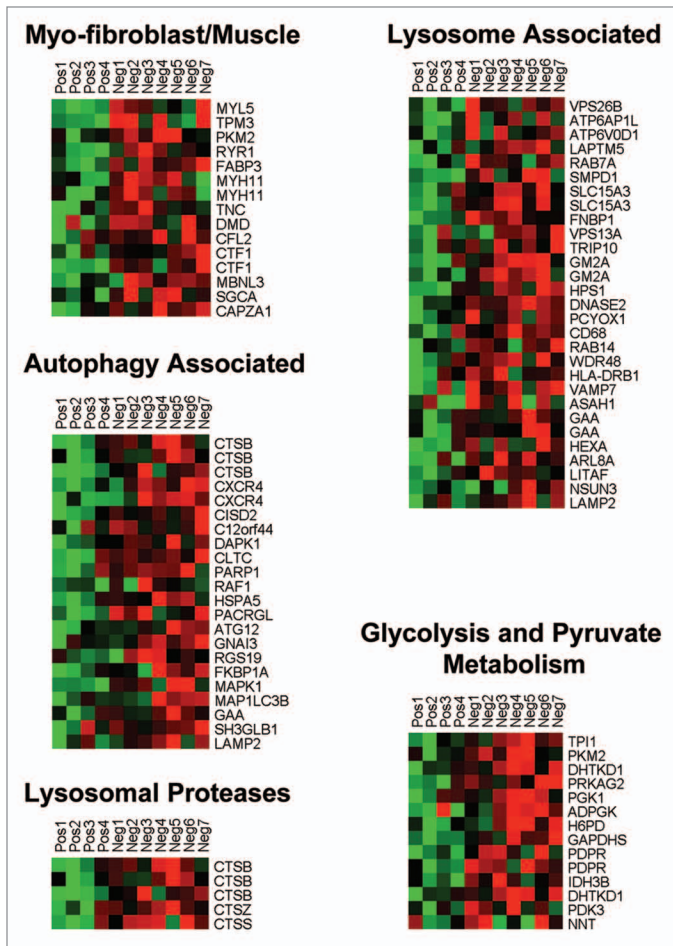 Myo-fibroblast/Muscle
Pos1 Pos2 Pos3 Pos4 Neg1 Neg2 Neg3 Neg4 Neg5 Neg6 Neg7
MYL5
TPM3
PKM2
RYR1
FABP3
MYH11
MYH11
TNC
DMD
CFL2
CTF1
CTF1
MBNL3
SGCA
CAPZA1
Autophagy Associated
Pos1 Pos2 Pos3 Pos4 Neg1 Neg2 Neg3 Neg4 Neg5 Neg6 Neg7
CTSB
CTSB
CTSB
CXCR4
CXCR4
CISD2
C12orf44
DAPK1
CLTC
PARP1
RAF1
HSPA5
PACRGL
ATG12
GNAI3
RGS19
FKBP1A
MAPK1
MAP1LC3B
GAA
SH3GLB1
LAMP2
Lysosomal Proteases
Pos1 Pos2 Pos3 Pos4 Neg1 Neg2 Neg3 Neg4 Neg5 Neg6 Neg7
CTSB
CTSB
CTSB
CTSZ
CTSS
Lysosome Associated
Pos1 Pos2 Pos3 Pos4 Neg1 Neg2 Neg3 Neg4 Neg5 Neg6 Neg7
VPS26B
ATP6AP1L
ATP6V0D1
LAPTM5
RAB7A
SMPD1
SLC15A3
SLC15A3
FNBP1
VPS13A
TRIP10
GM2A
GM2A
HPS1
DNASE2
PCYOX1
CD68
RAB14
WDR48
HLA-DRB1
VAMP7
ASAH1
GAA
GAA
HEXA
ARL8A
LITAF
NSUN3
LAMP2
Glycolysis and Pyruvate
Metabolism
Pos1 Pos2 Pos3 Pos4 Neg1 Neg2 Neg3 Neg4 Neg5 Neg6 Neg7
TPI1
PKM2
DHTKD1
PRKAG2
PGK1
ADPGK
H6PD
GAPDHS
PDPR
PDPR
IDH3B
DHTKD1
PDK3
NNT